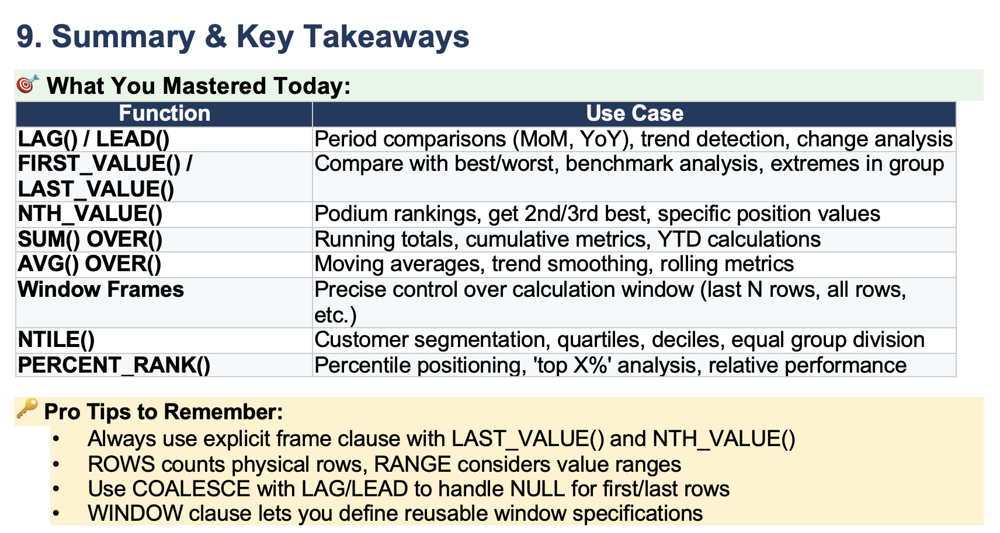 9. Summary & Key Takeaways
🎯 What You Mastered Today:
Function Use Case
LAG() / LEAD() Period comparisons (MoM, YoY), trend detection, change analysis
FIRST_VALUE() / Compare with best/worst, benchmark analysis, extremes in group
LAST_VALUE()
NTH_VALUE() Podium rankings, get 2nd/3rd best, specific position values
SUM() OVER() Running totals, cumulative metrics, YTD calculations
AVG() OVER() Moving averages, trend smoothing, rolling metrics
Window Frames Precise control over calculation window (last N rows, all rows,
etc.)
NTILE() Customer segmentation, quartiles, deciles, equal group division
PERCENT_RANK() Percentile positioning, 'top X%' analysis, relative performance
🔑 Pro Tips to Remember:
• Always use explicit frame clause with LAST_VALUE() and NTH_VALUE()
• ROWS counts physical rows, RANGE considers value ranges
• Use COALESCE with LAG/LEAD to handle NULL for first/last rows
• WINDOW clause lets you define reusable window specifications